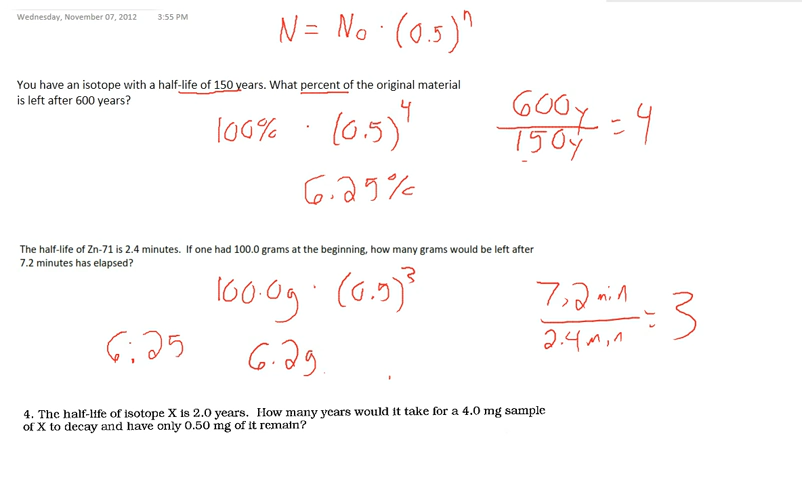 Wednesday, November 07, 2012 3:55 PM
N = No · (0.5)^n
You have an isotope with a half-life of 150 years. What percent of the original material
is left after 600 years?
100% · (0.5)^4
600y / 150y = 4
6.25%
The half-life of Zn-71 is 2.4 minutes. If one had 100.0 grams at the beginning, how many grams would be left after
7.2 minutes has elapsed?
100.0g · (0.5)^3
7.2 min / 2.4 min = 3
6.25 6.2g
4. The half-life of isotope X is 2.0 years. How many years would it take for a 4.0 mg sample
of X to decay and have only 0.50 mg of it remain?